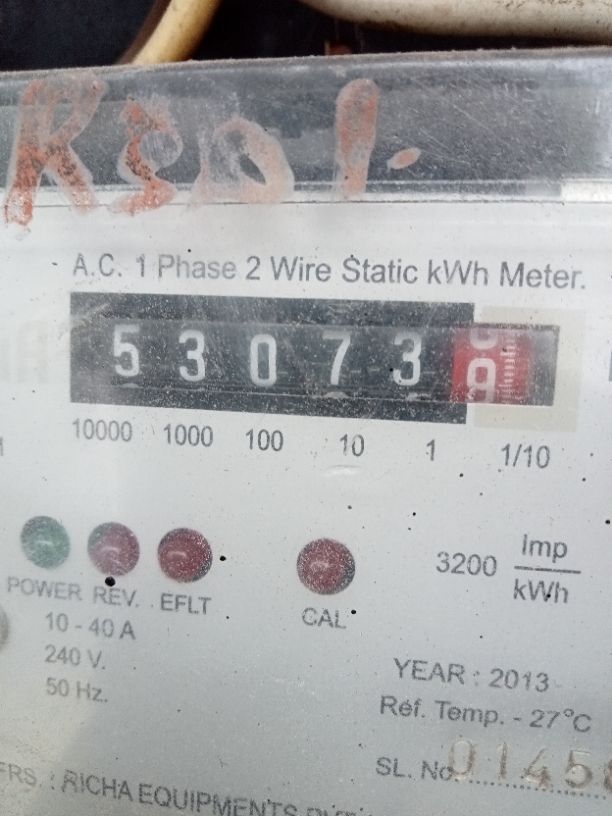 RSD1.
A.C. 1 Phase 2 Wire Static kWh Meter.
5 3 0 7 3
10000 1000 100 10 1 1/10
3200 Imp/kWh
POWER REV. EFLT CAL
10 - 40 A
240 V.
50 Hz.
YEAR : 2013
Ref. Temp. - 27°C
SL. No. 0145
RICHA EQUIPMENTS